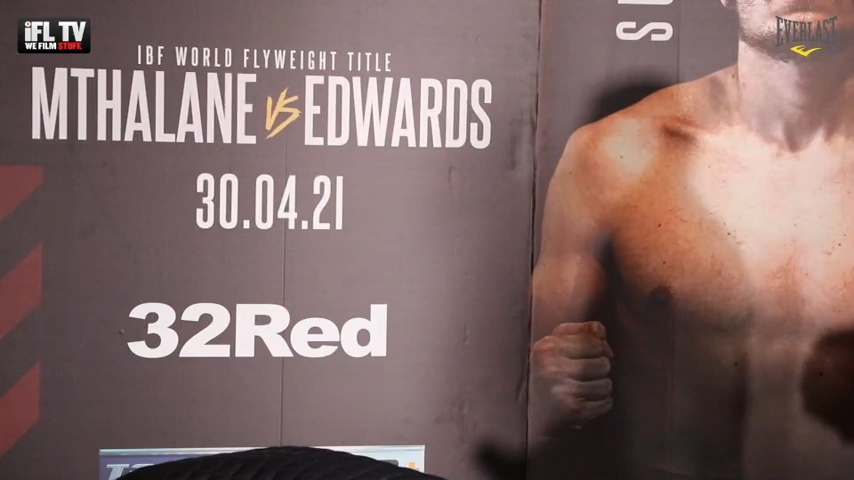 iFL TV
WE FILM STUFF
EVERLAST
IBF WORLD FLYWEIGHT TITLE
MTHALANE VS EDWARDS
30.04.21
32Red